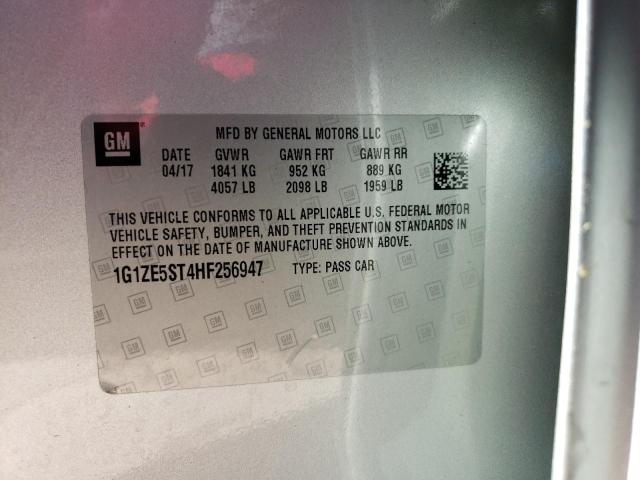 GM
MFD BY GENERAL MOTORS LLC
DATE GVWR GAWR FRT GAWR RR
04/17 1841 KG 952 KG 889 KG
4057 LB 2098 LB 1959 LB
THIS VEHICLE CONFORMS TO ALL APPLICABLE U.S. FEDERAL MOTOR
VEHICLE SAFETY, BUMPER, AND THEFT PREVENTION STANDARDS IN
EFFECT ON THE DATE OF MANUFACTURE SHOWN ABOVE.
1G1ZE5ST4HF256947 TYPE: PASS CAR